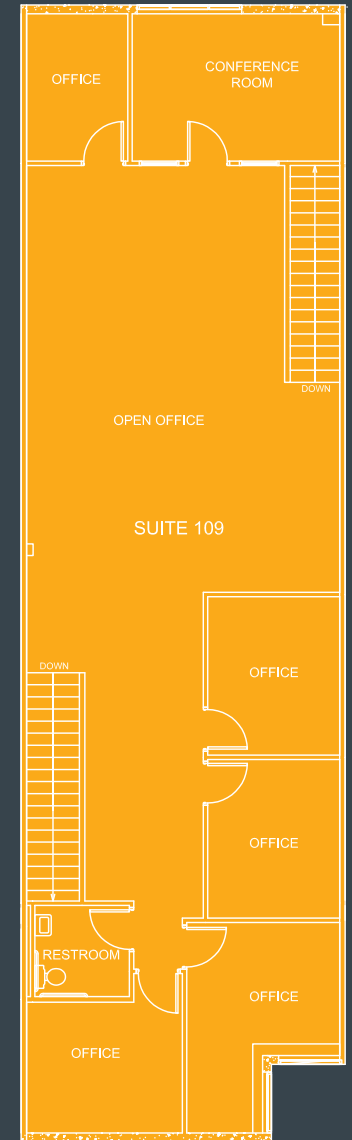 OFFICE
CONFERENCE
ROOM
DOWN
OPEN OFFICE
SUITE 109
DOWN
OFFICE
OFFICE
RESTROOM
OFFICE
OFFICE